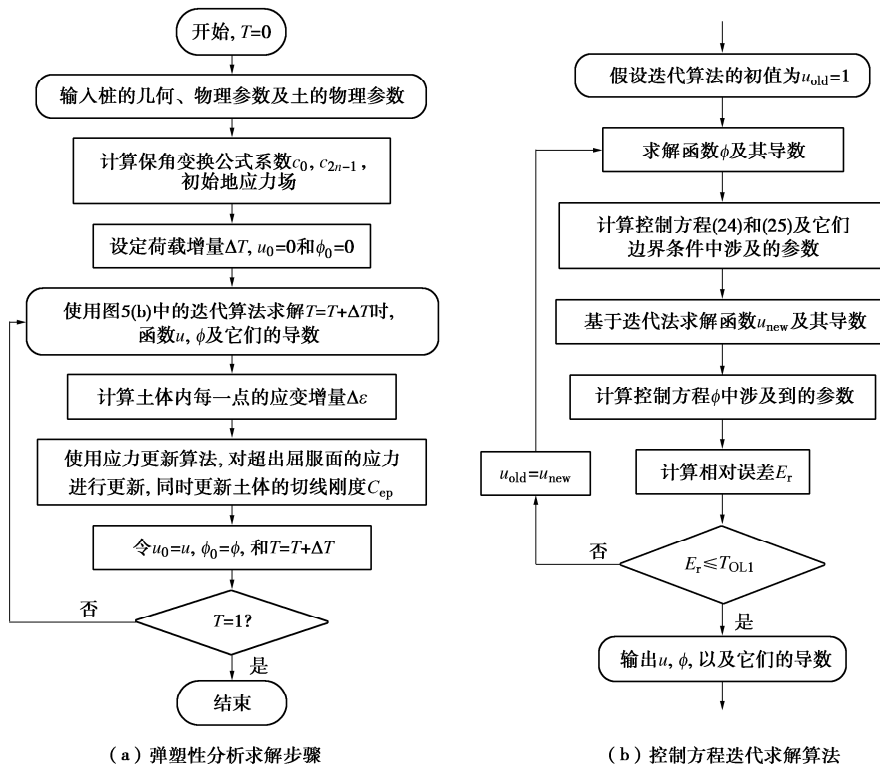 开始, T=0
输入桩的几何、物理参数及土的物理参数
计算保角变换公式系数c₀, c₂ₙ₋₁,
初始地应力场
设定荷载增量ΔT, u₀=0和ϕ₀=0
使用图5(b)中的迭代算法求解T=T+ΔT时,
函数u, ϕ及它们的导数
计算土体内每一点的应变增量Δε
使用应力更新算法, 对超出屈服面的应力
进行更新, 同时更新土体的切线刚度C_ep
令u₀=u, ϕ₀=ϕ, 和T=T+ΔT
否
T=1?
是
结束
(a) 弹塑性分析求解步骤
假设迭代算法的初值为u_old=1
求解函数ϕ及其导数
计算控制方程(24)和(25)及它们
边界条件中涉及的参数
基于迭代法求解函数u_new及其导数
计算控制方程ϕ中涉及到的参数
u_old=u_new
计算相对误差E_r
否
E_r≤T_OL1
是
输出u, ϕ, 以及它们的导数
(b) 控制方程迭代求解算法